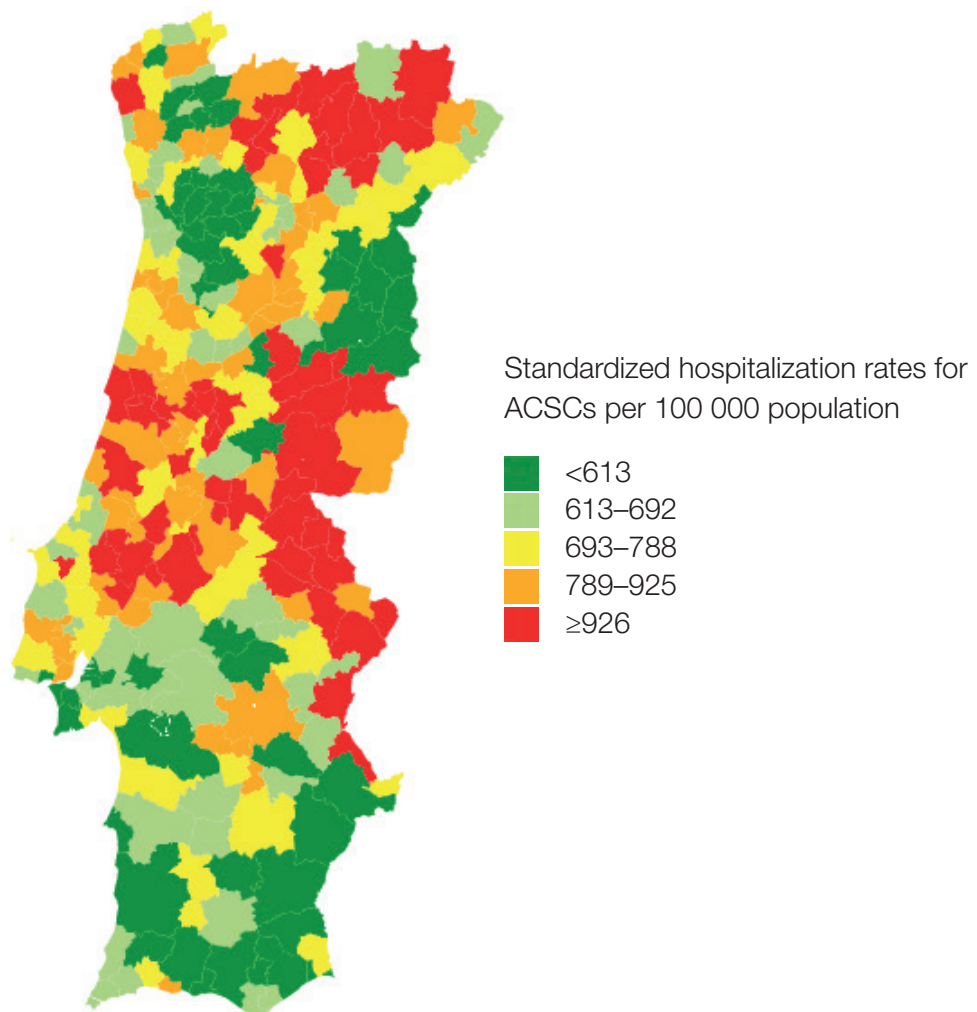 Standardized hospitalization rates for
ACSCs per 100 000 population
<613
613–692
693–788
789–925
≥926